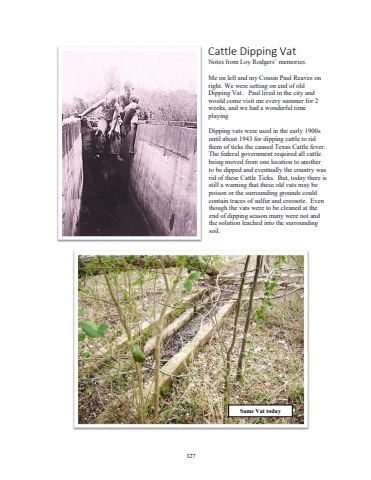 Cattle Dipping Vat
Notes from Loy Rodgers' memories.
Me on left and my Cousin Paul Reaves on
right. We were setting on end of old
Dipping Vat. Paul lived in the city and
would come visit me every summer for 2
weeks, and we had a wonderful time
playing
Dipping vats were used in the early 1900s
until about 1943 for dipping cattle to rid
them of ticks the caused Texas Cattle fever.
The federal government required all cattle
being moved from one location to another
to be dipped and eventually the country was
rid of these Cattle Ticks. But, today there is
still a warning that these old vats may be
poison or the surrounding grounds could
contain traces of sulfur and creosote. Even
though the vats were to be cleaned at the
end of dipping season many were not and
the solution leached into the surrounding
soil.
Same Vat today
327